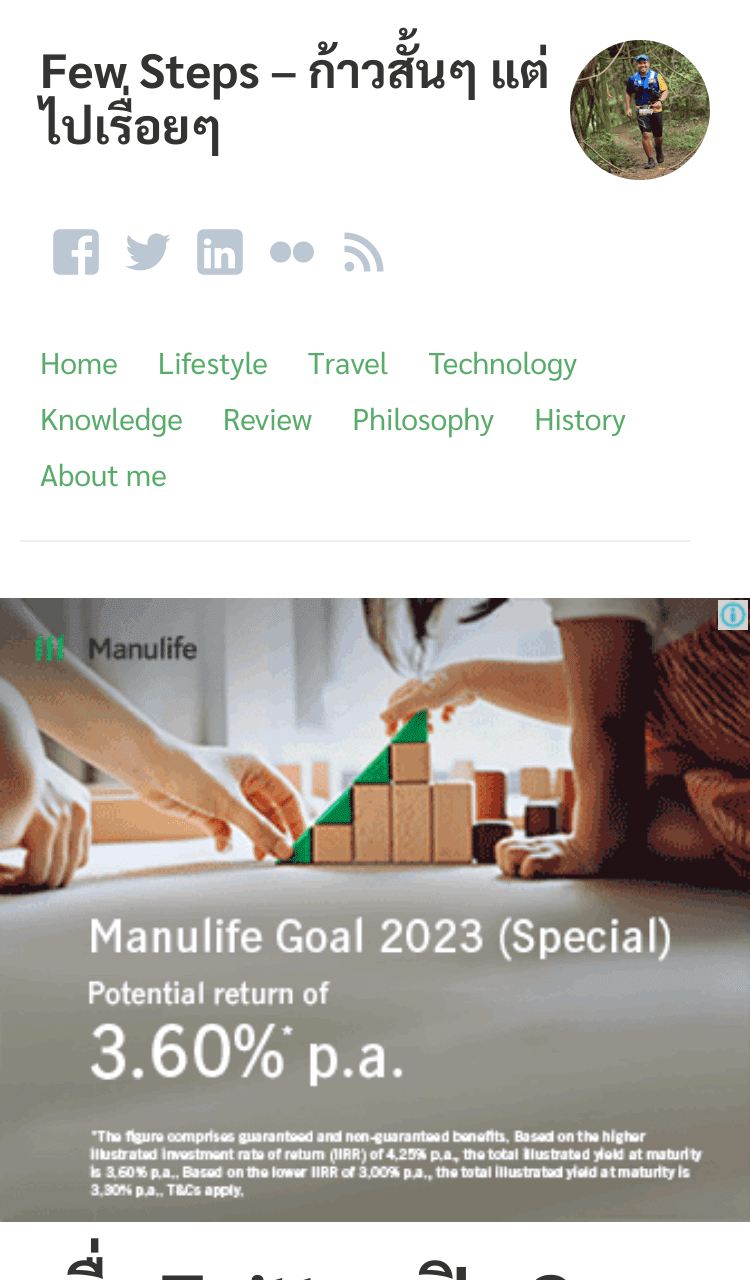 Few Steps – ก้าวสั้นๆ แต่
ไปเรื่อยๆ
Home Lifestyle Travel Technology
Knowledge Review Philosophy History
About me
Manulife
Manulife Goal 2023 (Special)
Potential return of
3.60%* p.a.
*The figure comprises guaranteed and non-guaranteed benefits. Based on the higher
illustrated investment rate of return (IIRR) of 4.25% p.a., the total illustrated yield at maturity
is 3.60% p.a.. Based on the lower IIRR of 3.00% p.a., the total illustrated yield at maturity is
3.30% p.a.. T&Cs apply.